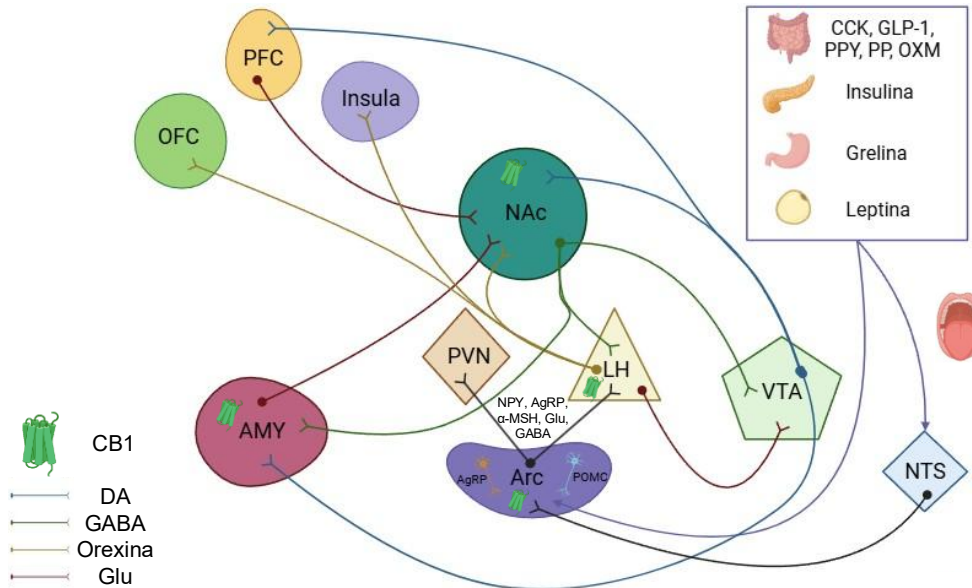 PFC
Insula
OFC
NAc
CCK, GLP-1,
PPY, PP, OXM
Insulina
Grelina
Leptina
PVN
LH
VTA
NPY, AgRP,
α-MSH, Glu,
GABA
AMY
Arc
AgRP
POMC
NTS
CB1
DA
GABA
Orexina
Glu